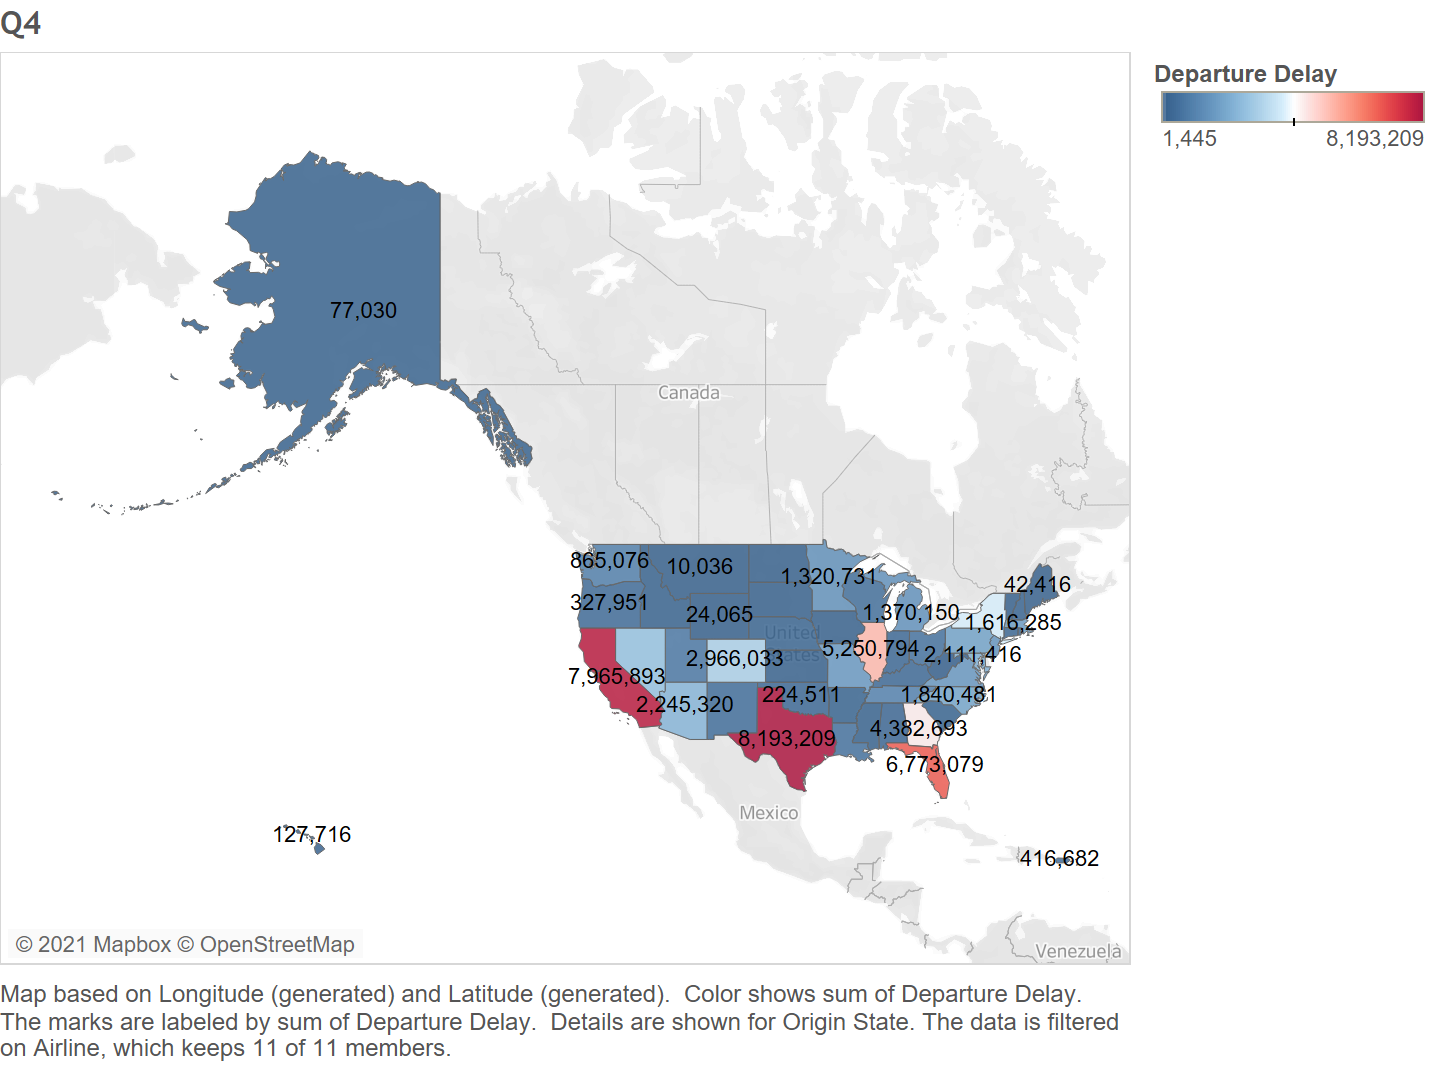 Q4
Departure Delay
1,445
8,193,209
77,030
Canada
865,076
10,036
1,320,731
42,416
327,951
24,065
1,370,150
1,616,285
United
States
2,966,033
5,250,794
2,111,416
7,965,893
2,245,320
224,511
1,840,481
8,193,209
4,382,693
6,773,079
Mexico
127,716
416,682
© 2021 Mapbox © OpenStreetMap
Venezuela
Map based on Longitude (generated) and Latitude (generated).  Color shows sum of Departure Delay.
The marks are labeled by sum of Departure Delay.  Details are shown for Origin State. The data is filtered
on Airline, which keeps 11 of 11 members.